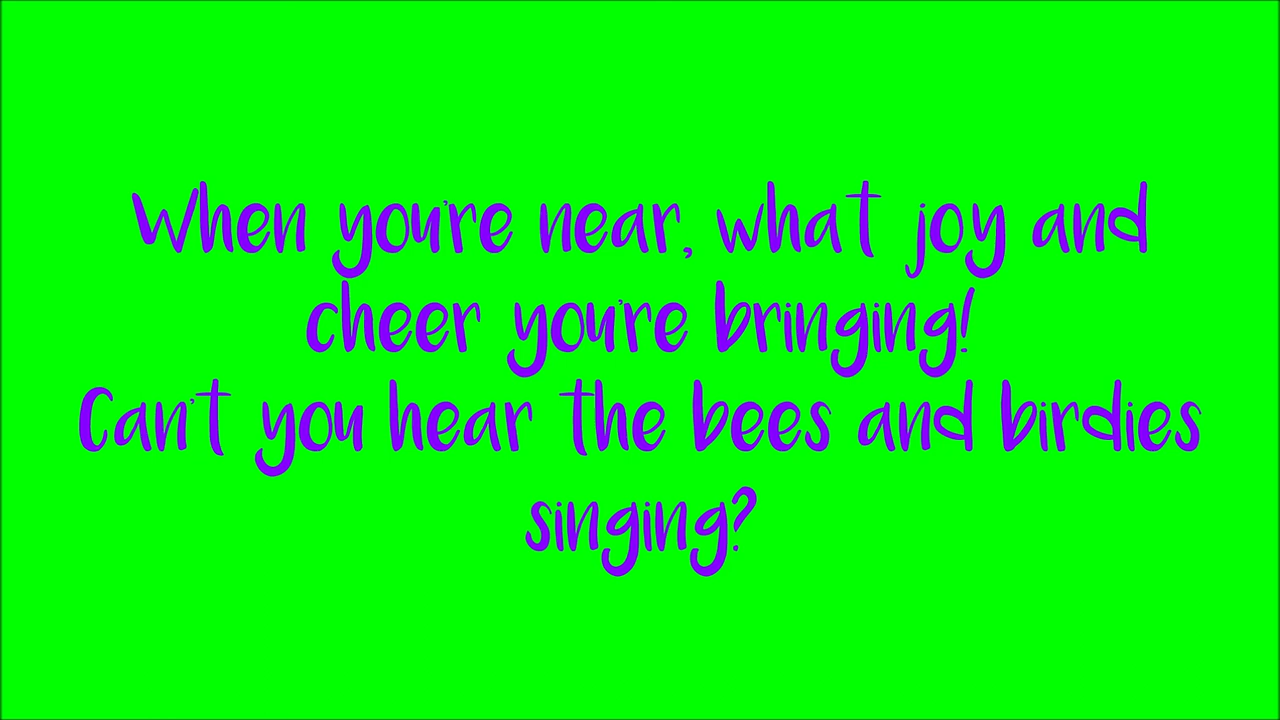 When you're near, what joy and
cheer you're bringing!
Can't you hear the bees and birdies
singing?